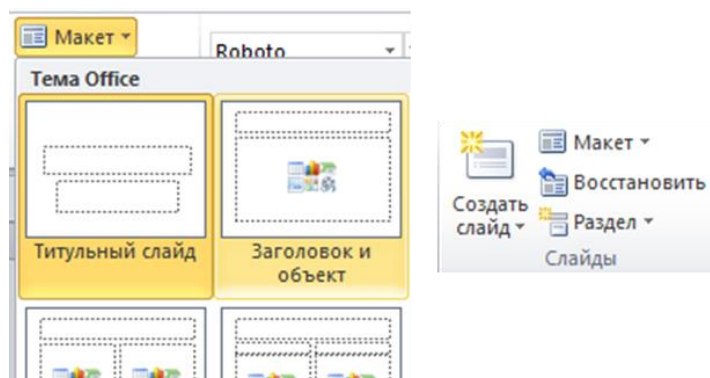 Макет
Roboto
Тема Office
Титульный слайд
Заголовок и
объект
Создать
слайд
Макет
Восстановить
Раздел
Слайды